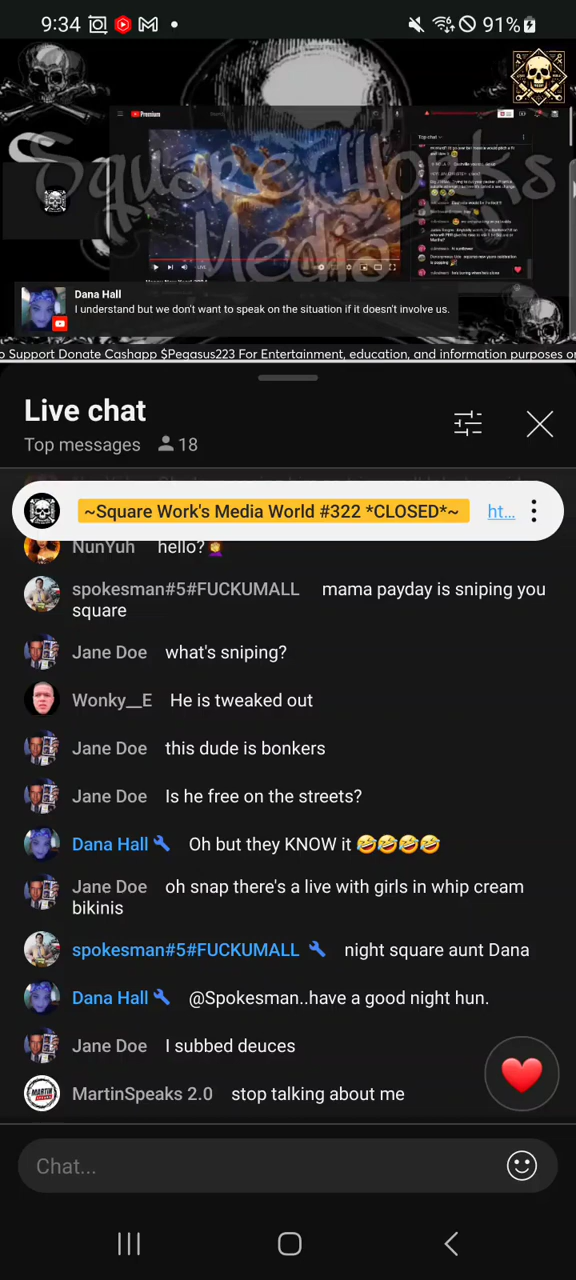 9:34
91%
Square Works
Media
Premium
Top chat
LIVE
Dana Hall
I understand but we don't want to speak on the situation if it doesn't involve us.
o Support Donate Cashapp $Pegasus223 For Entertainment, education, and information purposes o
Live chat
Top messages 18
~Square Work's Media World #322 *CLOSED*~ ht...
NunYuh hello?🤦‍♀️
spokesman#5#FUCKUMALL mama payday is sniping you
square
Jane Doe what's sniping?
Wonky__E He is tweaked out
Jane Doe this dude is bonkers
Jane Doe Is he free on the streets?
Dana Hall Oh but they KNOW it 🤣🤣🤣🤣
Jane Doe oh snap there's a live with girls in whip cream
bikinis
spokesman#5#FUCKUMALL night square aunt Dana
Dana Hall @Spokesman..have a good night hun.
Jane Doe I subbed deuces
MartinSpeaks 2.0 stop talking about me
Chat...